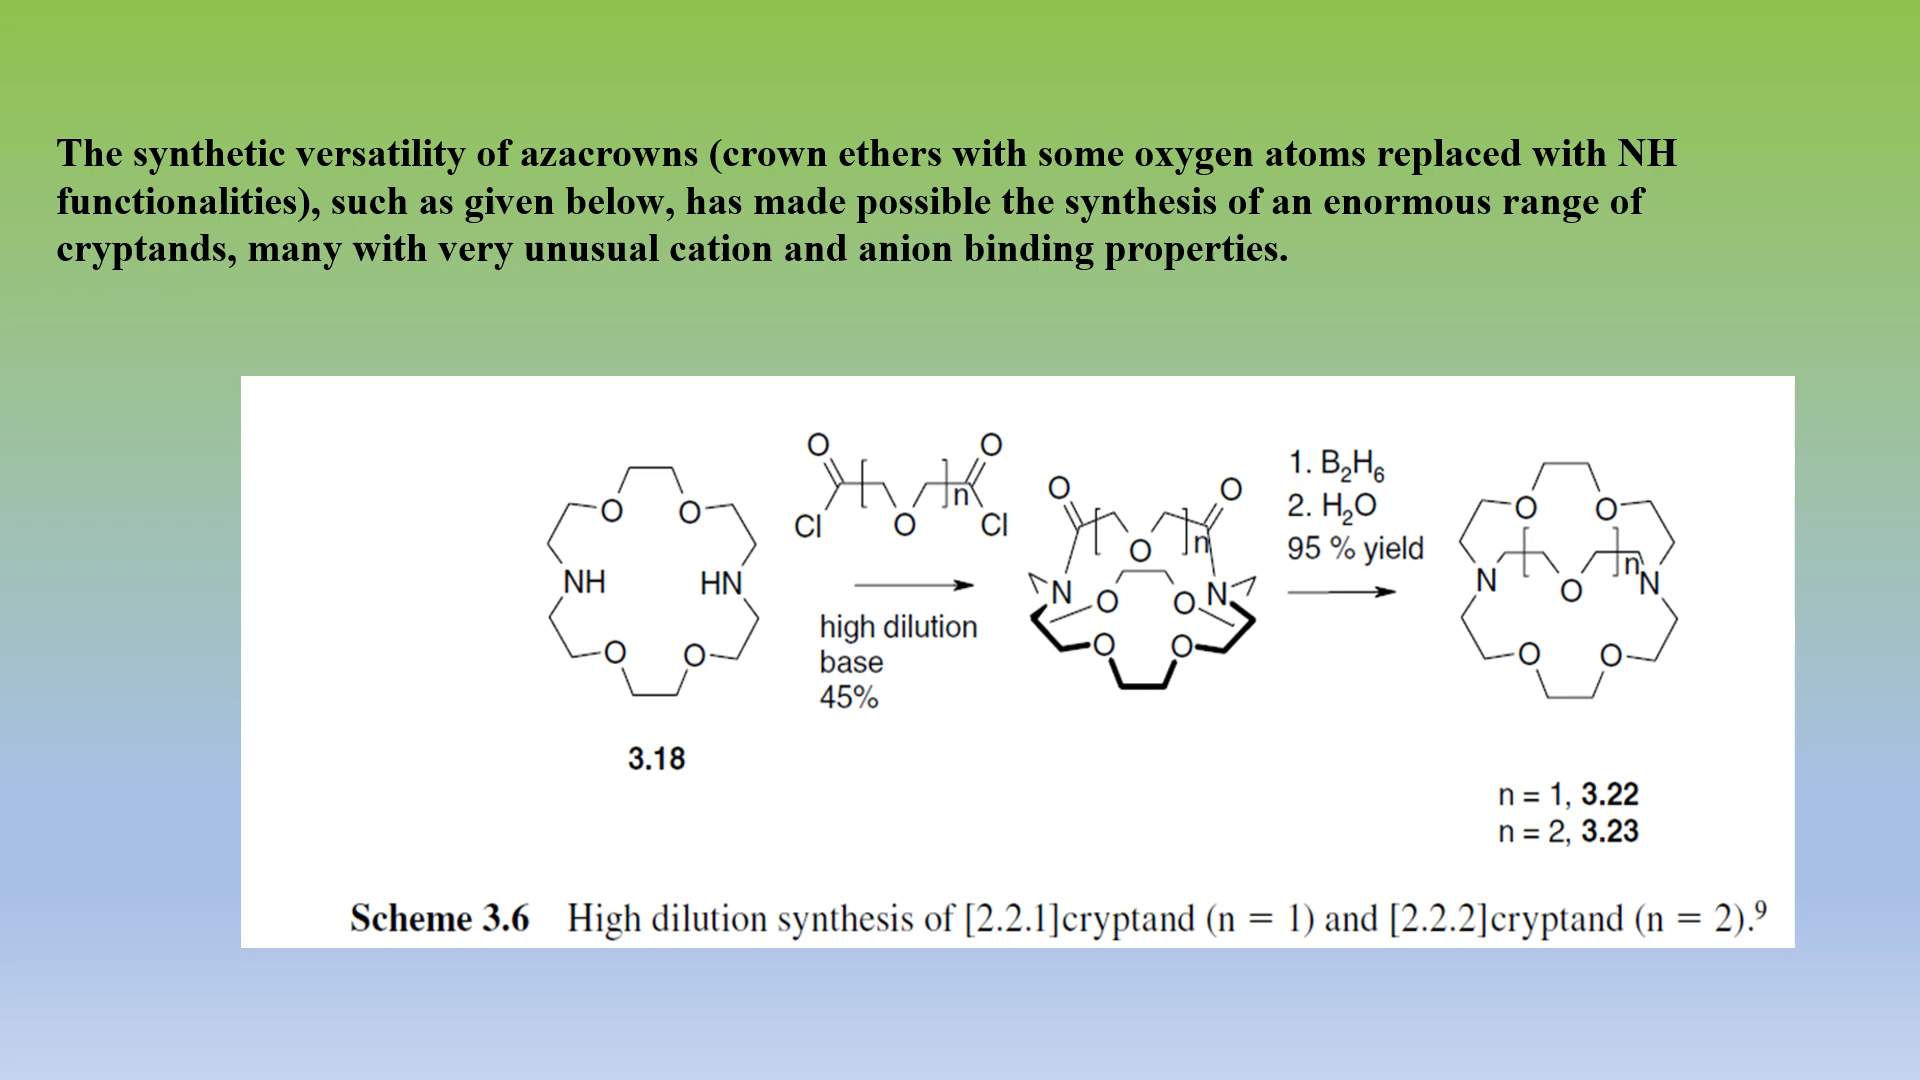 The synthetic versatility of azacrowns (crown ethers with some oxygen atoms replaced with NH
functionalities), such as given below, has made possible the synthesis of an enormous range of
cryptands, many with very unusual cation and anion binding properties.
O O
O O
NH HN
O O
3.18
O O
Cl O n Cl
high dilution
base
45%
O O
O n
N O O N
O O
1. B₂H₆
2. H₂O
95 % yield
O O
N O n N
O O
n = 1, 3.22
n = 2, 3.23
Scheme 3.6 High dilution synthesis of [2.2.1]cryptand (n = 1) and [2.2.2]cryptand (n = 2).⁹